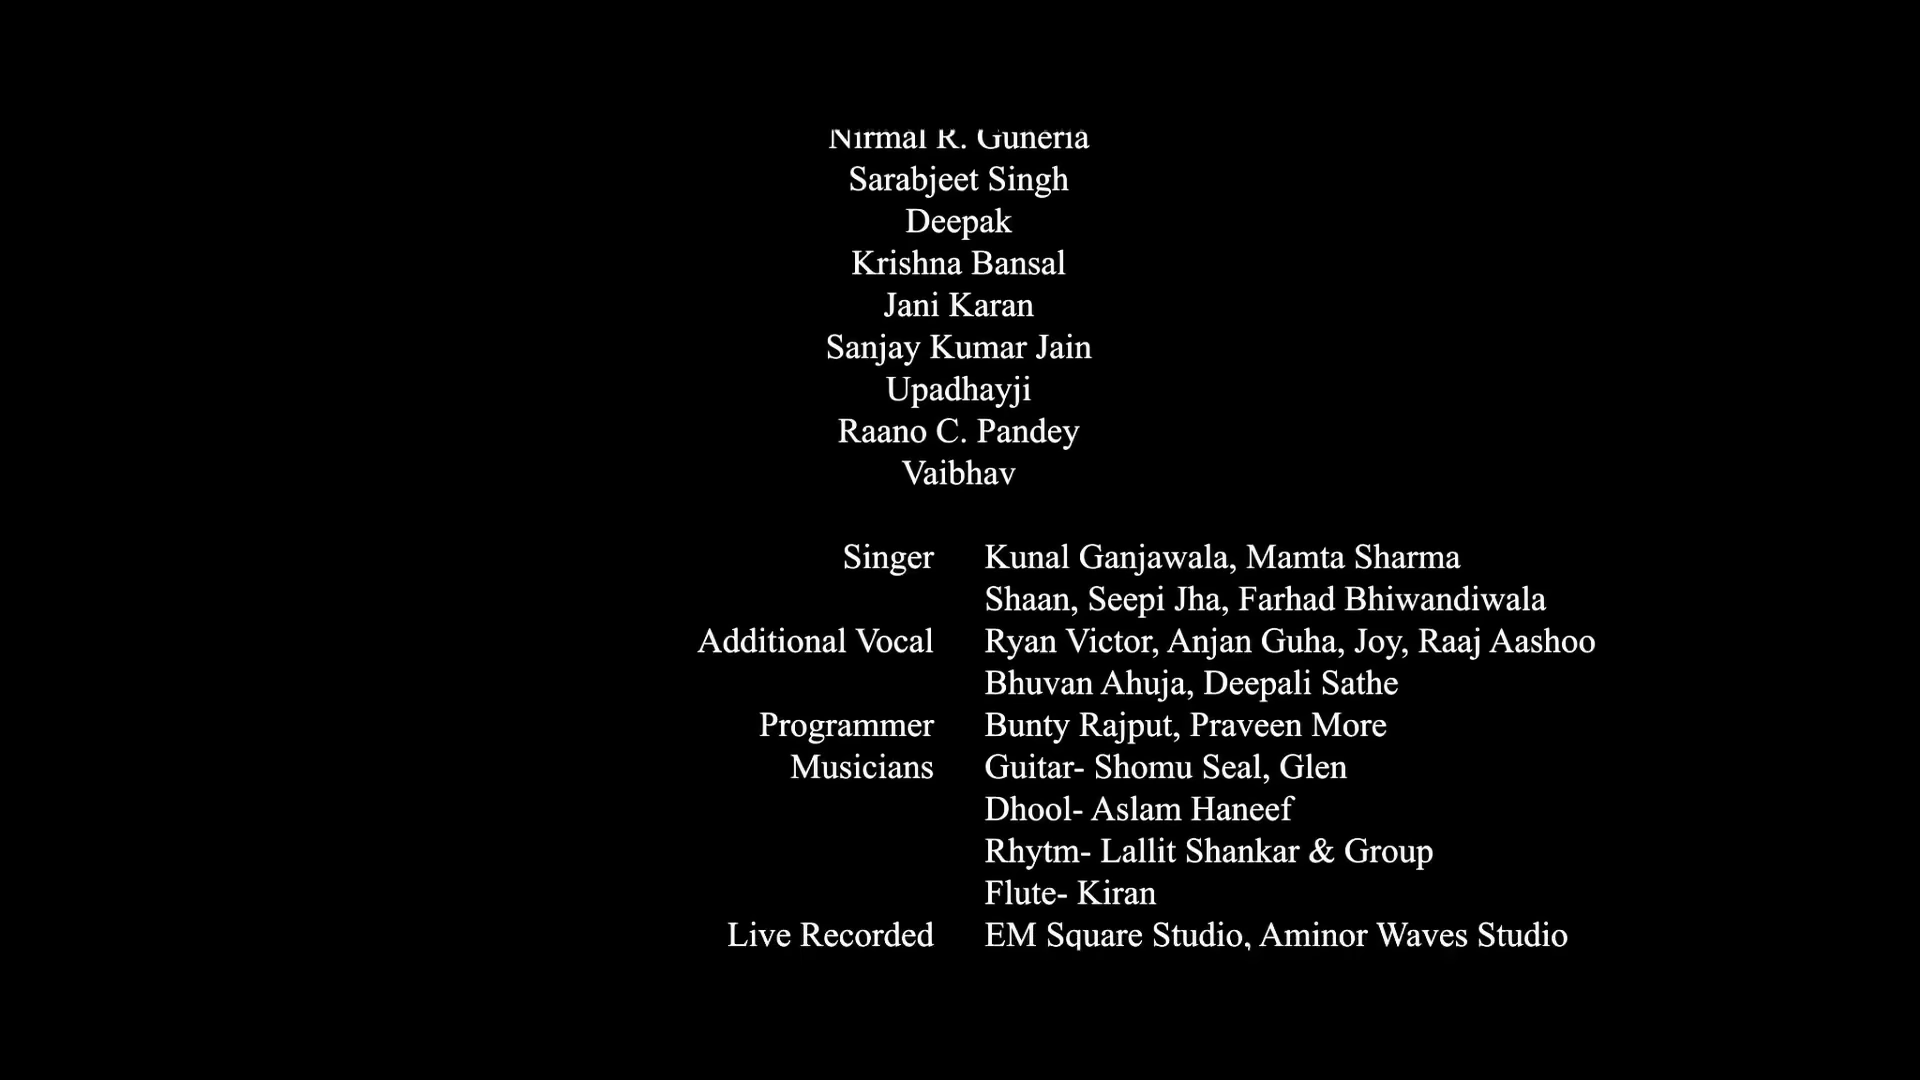 Nirmal R. Guneria
Sarabjeet Singh
Deepak
Krishna Bansal
Jani Karan
Sanjay Kumar Jain
Upadhayji
Raano C. Pandey
Vaibhav
Singer Kunal Ganjawala, Mamta Sharma
Shaan, Seepi Jha, Farhad Bhiwandiwala
Additional Vocal Ryan Victor, Anjan Guha, Joy, Raaj Aashoo
Bhuvan Ahuja, Deepali Sathe
Programmer Bunty Rajput, Praveen More
Musicians Guitar- Shomu Seal, Glen
Dhool- Aslam Haneef
Rhytm- Lallit Shankar & Group
Flute- Kiran
Live Recorded EM Square Studio, Aminor Waves Studio